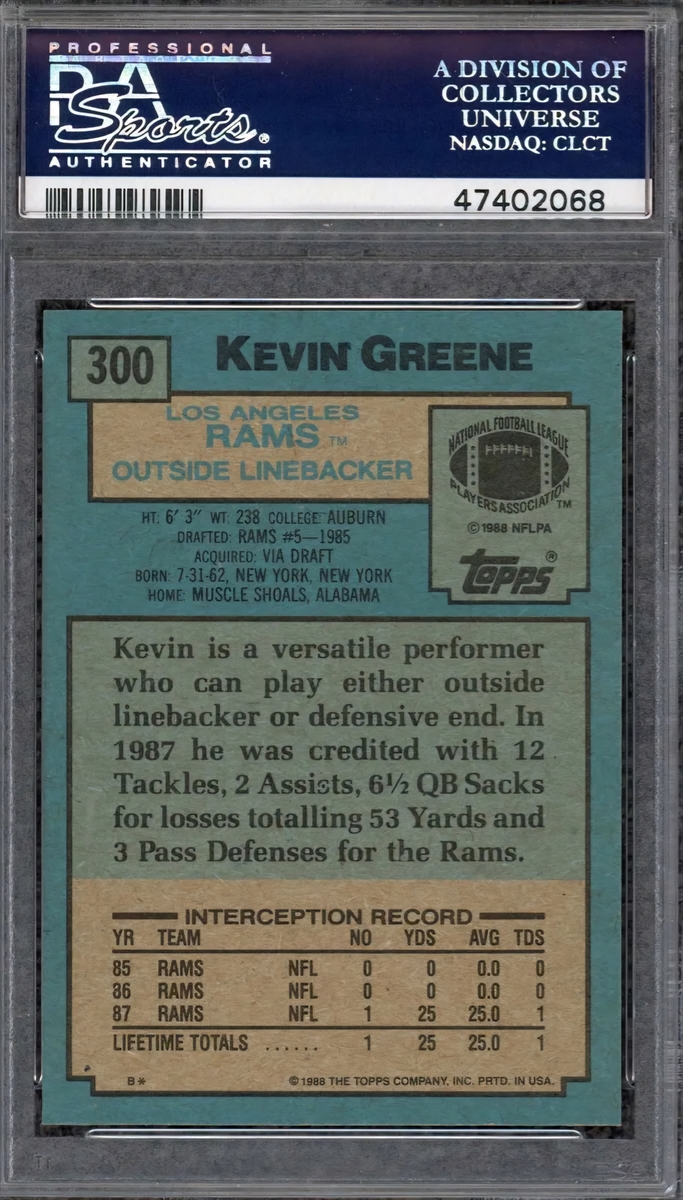 PROFESSIONAL
PSA
Sports®
AUTHENTICATOR
A DIVISION OF
COLLECTORS
UNIVERSE
NASDAQ: CLCT
47402068
300
KEVIN GREENE
LOS ANGELES
RAMS TM
OUTSIDE LINEBACKER
NATIONAL FOOTBALL LEAGUE
PLAYERS ASSOCIATION TM
© 1988 NFLPA
TOPPS®
HT: 6' 3" WT: 238 COLLEGE: AUBURN
DRAFTED: RAMS #5—1985
ACQUIRED: VIA DRAFT
BORN: 7-31-62, NEW YORK, NEW YORK
HOME: MUSCLE SHOALS, ALABAMA
Kevin is a versatile performer
who can play either outside
linebacker or defensive end. In
1987 he was credited with 12
Tackles, 2 Assists, 6½ QB Sacks
for losses totalling 53 Yards and
3 Pass Defenses for the Rams.
INTERCEPTION RECORD
YR TEAM NO YDS AVG TDS
85 RAMS NFL 0 0 0.0 0
86 RAMS NFL 0 0 0.0 0
87 RAMS NFL 1 25 25.0 1
LIFETIME TOTALS ...... 1 25 25.0 1
B* © 1988 THE TOPPS COMPANY, INC. PRTD. IN USA.